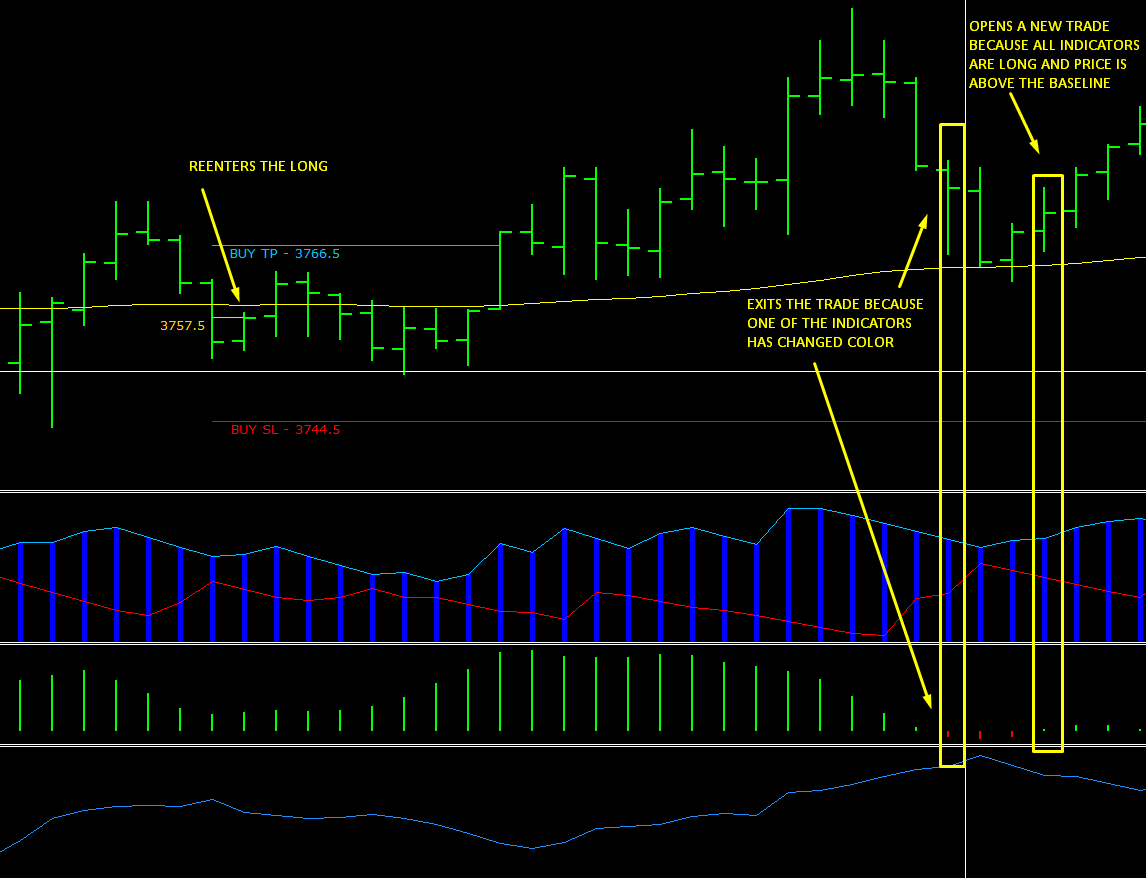 OPENS A NEW TRADE
BECAUSE ALL INDICATORS
ARE LONG AND PRICE IS
ABOVE THE BASELINE
REENTERS THE LONG
BUY TP - 3766.5
3757.5
EXITS THE TRADE BECAUSE
ONE OF THE INDICATORS
HAS CHANGED COLOR
BUY SL - 3744.5